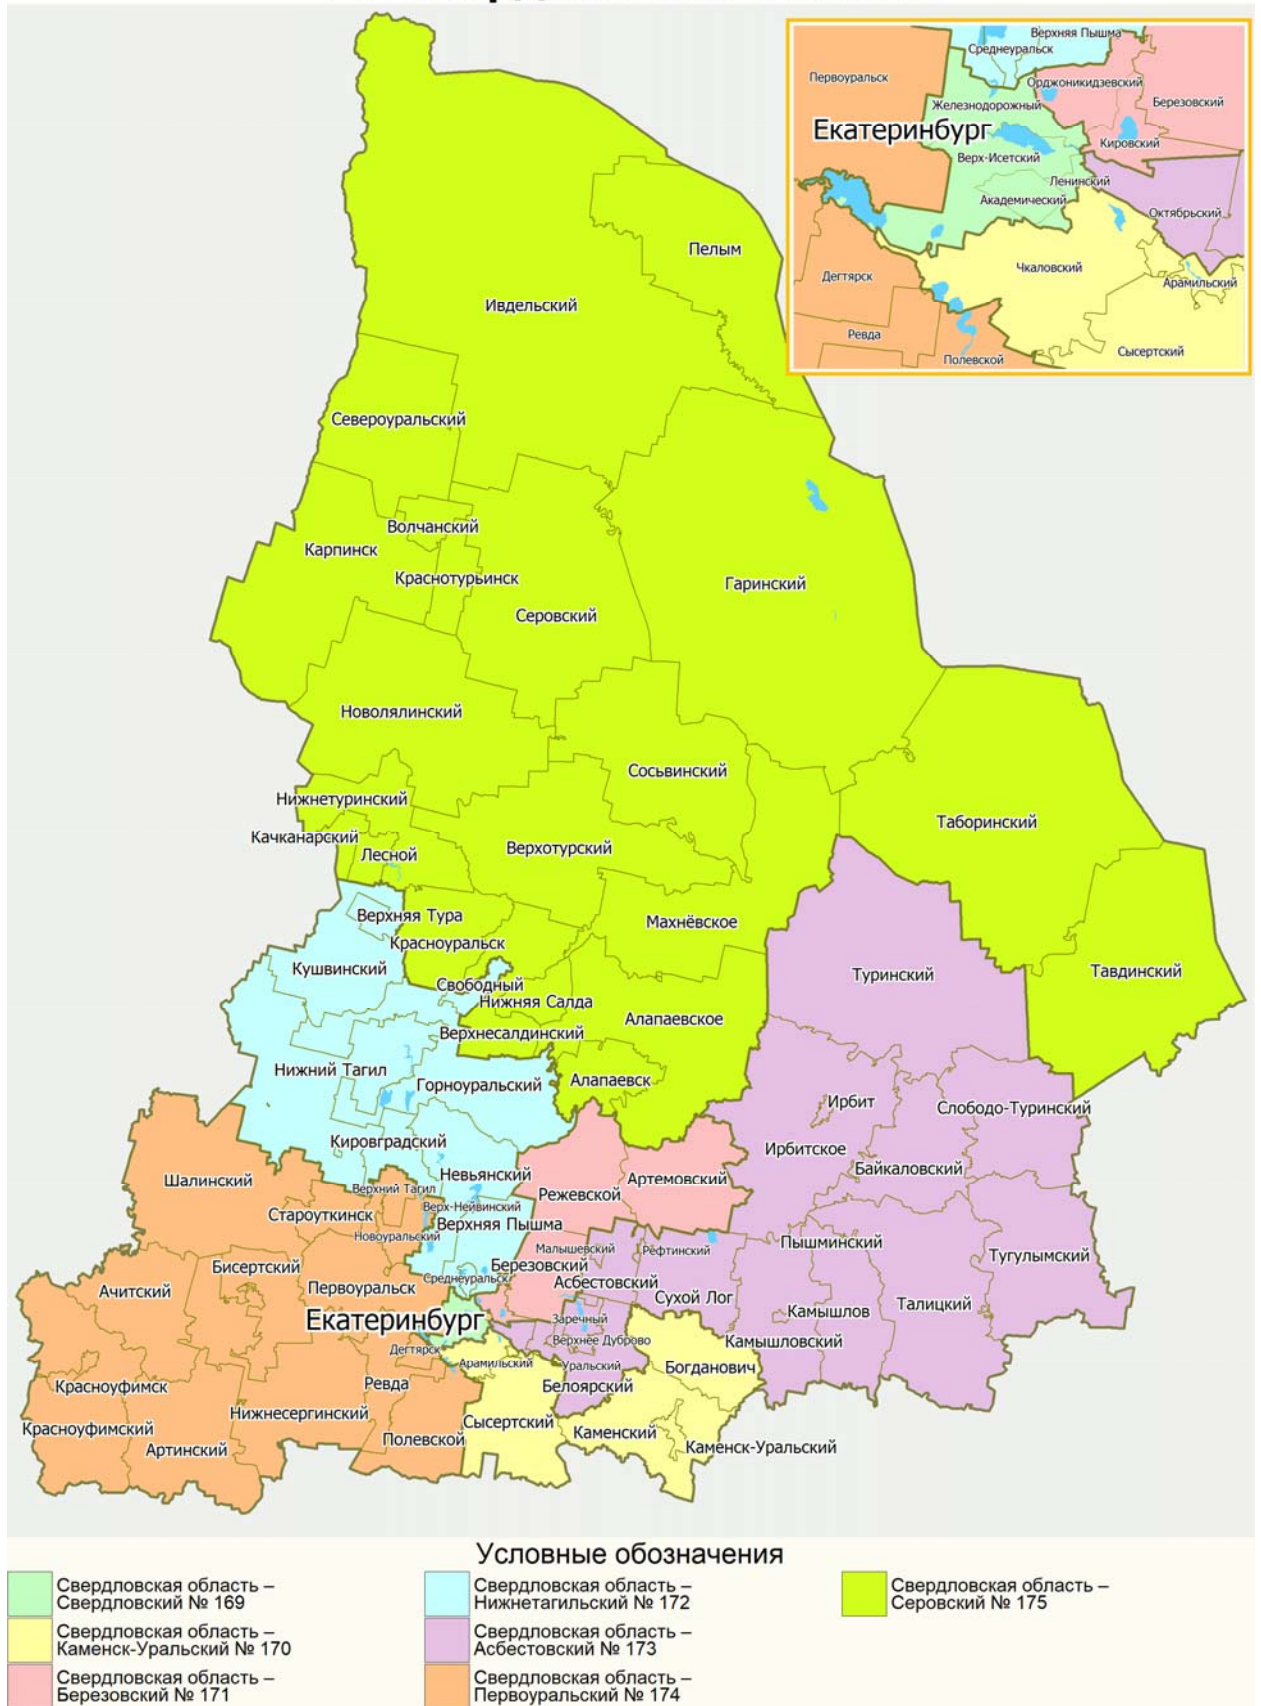 Верхняя Пышма
Среднеуральск
Первоуральск
Орджоникидзевский
Железнодорожный
Березовский
Екатеринбург
Кировский
Верх-Исетский
Ленинский
Академический
Октябрьский
Чкаловский
Дегтярск
Арамильский
Ревда
Сысертский
Полевской
Пелым
Ивдельский
Североуральский
Волчанский
Карпинск
Краснотурьинск
Гаринский
Серовский
Новолялинский
Сосьвинский
Нижнетуринский
Таборинский
Качканарский
Лесной
Верхотурский
Верхняя Тура
Махнёвское
Красноуральск
Кушвинский
Туринский
Тавдинский
Свободный
Нижняя Салда
Алапаевское
Верхнесалдинский
Нижний Тагил
Горноуральский
Алапаевск
Ирбит
Слободо-Туринский
Кировградский
Ирбитское
Байкаловский
Невьянский
Шалинский
Верхний Тагил
Режевской
Артемовский
Староуткинск
Верх-Нейвинский
Верхняя Пышма
Новоуральский
Малышевский
Рефтинский
Пышминский
Тугулымский
Бисертский
Березовский
Ачитский
Первоуральск
Среднеуральск
Асбестовский
Сухой Лог
Талицкий
Екатеринбург
Заречный
Камышлов
Дегтярск
Верхнее Дуброво
Камышловский
Арамильский
Уральский
Богданович
Красноуфимск
Ревда
Белоярский
Нижнесергинский
Красноуфимский
Сысертский
Каменский
Артинский
Полевской
Каменск-Уральский
Условные обозначения
Свердловская область –
Свердловский № 169
Свердловская область –
Каменск-Уральский № 170
Свердловская область –
Березовский № 171
Свердловская область –
Нижнетагильский № 172
Свердловская область –
Асбестовский № 173
Свердловская область –
Первоуральский № 174
Свердловская область –
Серовский № 175